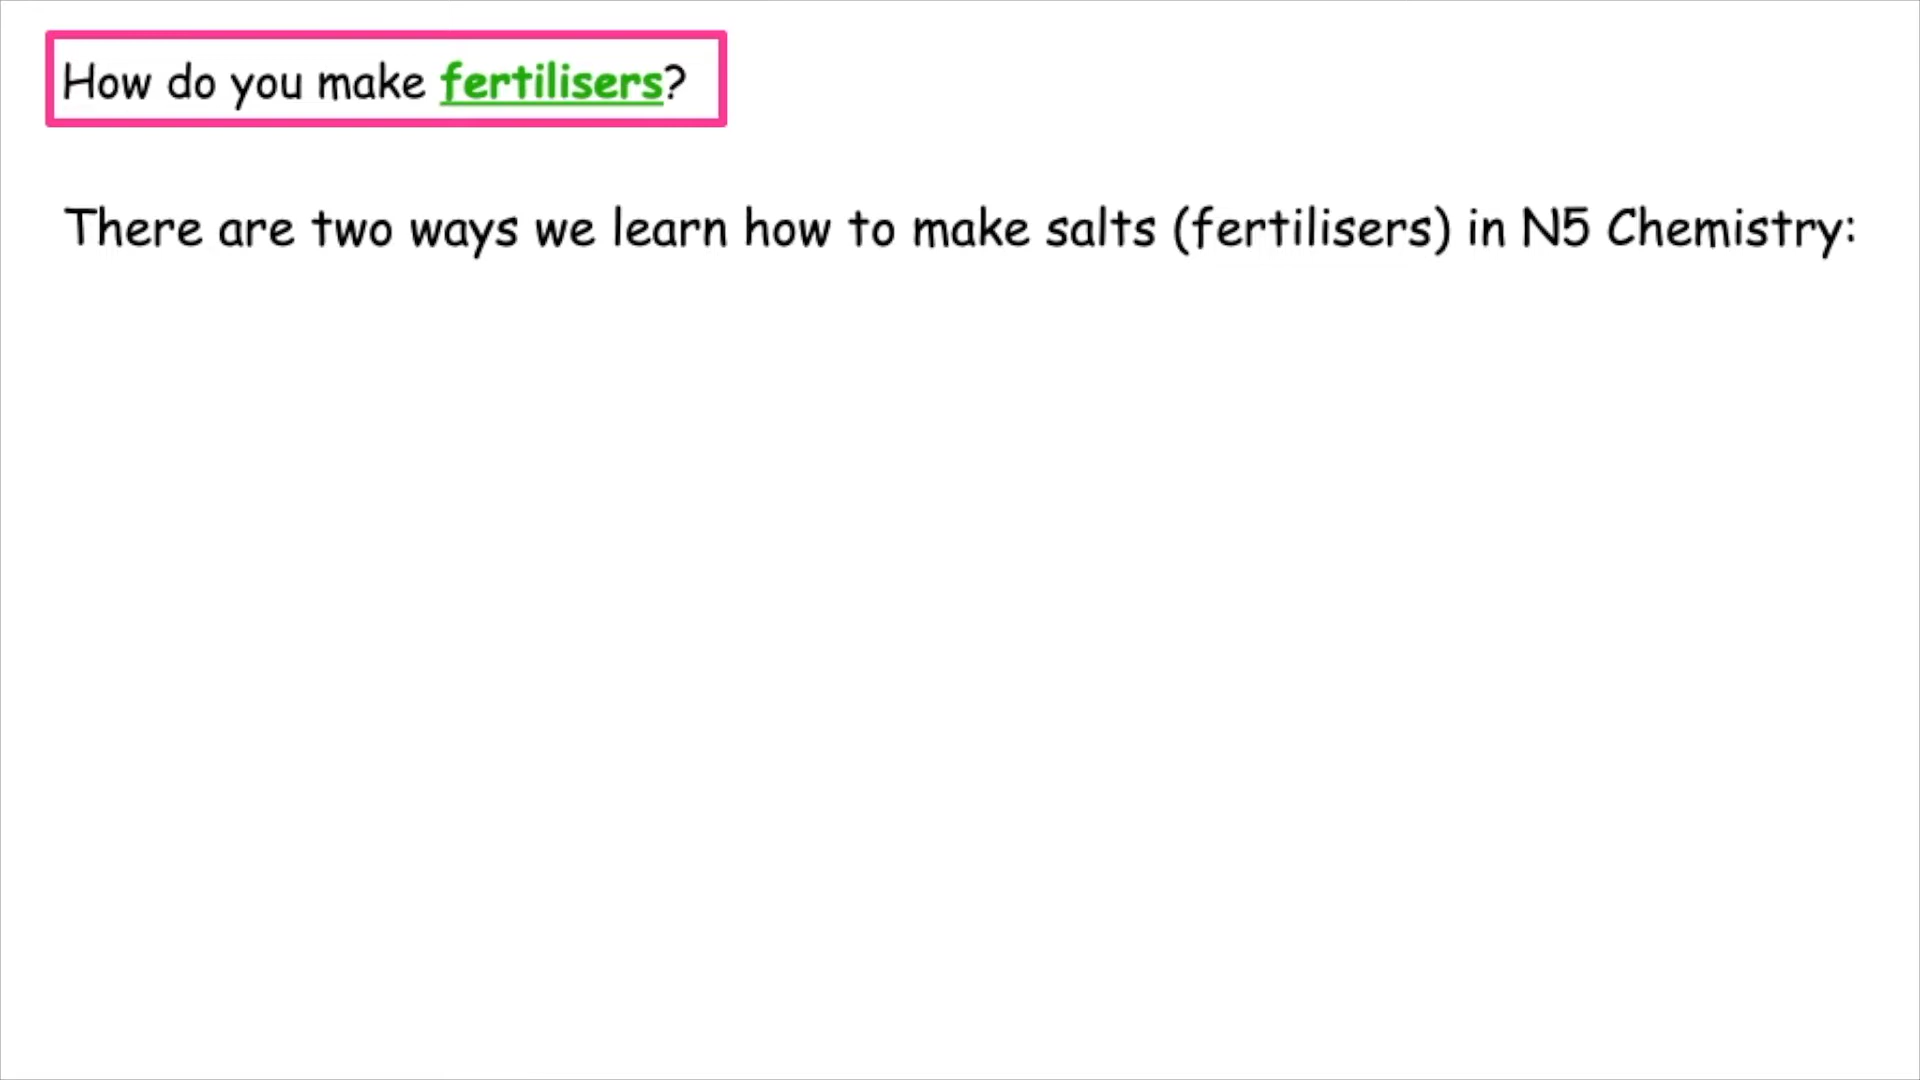 How do you make fertilisers?
There are two ways we learn how to make salts (fertilisers) in N5 Chemistry: